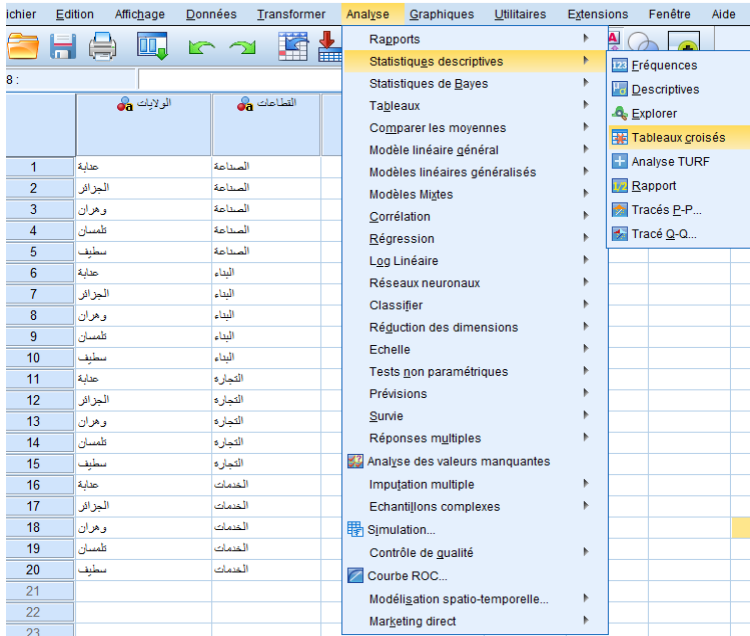 ichier Edition Affichage Données Transformer Analyse Graphiques Utilitaires Extensions Fenêtre Aide
8 :
الولايات القطاعات
1 عنابة الصناعة
2 الجزائر الصناعة
3 وهران الصناعة
4 تلمسان الصناعة
5 سطيف الصناعة
6 عنابة البناء
7 الجزائر البناء
8 وهران البناء
9 تلمسان البناء
10 سطيف البناء
11 عنابة التجارة
12 الجزائر التجارة
13 وهران التجارة
14 تلمسان التجارة
15 سطيف التجارة
16 عنابة الخدمات
17 الجزائر الخدمات
18 وهران الخدمات
19 تلمسان الخدمات
20 سطيف الخدمات
21
22
23
Rapports
Statistiques descriptives
Statistiques de Bayes
Tableaux
Comparer les moyennes
Modèle linéaire général
Modèles linéaires généralisés
Modèles Mixtes
Corrélation
Régression
Log Linéaire
Réseaux neuronaux
Classifier
Réduction des dimensions
Echelle
Tests non paramétriques
Prévisions
Survie
Réponses multiples
Analyse des valeurs manquantes
Imputation multiple
Echantillons complexes
Simulation...
Contrôle de qualité
Courbe ROC...
Modélisation spatio-temporelle...
Marketing direct
123 Fréquences
Descriptives
Explorer
Tableaux croisés
Analyse TURF
1/2 Rapport
Tracés P-P...
Tracé Q-Q...